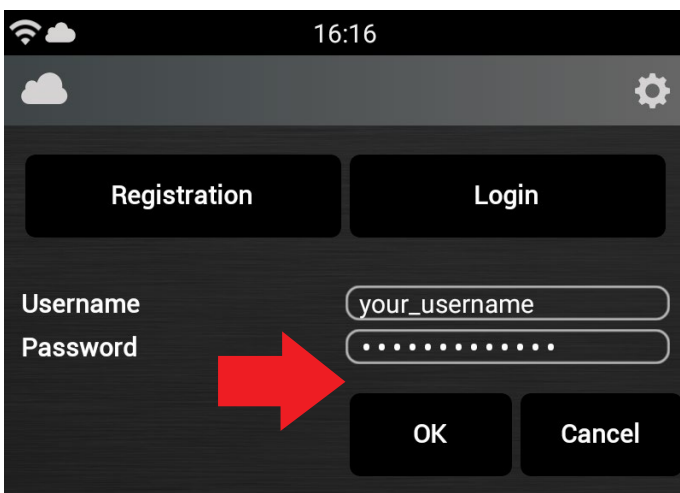 16:16
Registration Login
Username your_username
Password •••••••••••••
OK Cancel